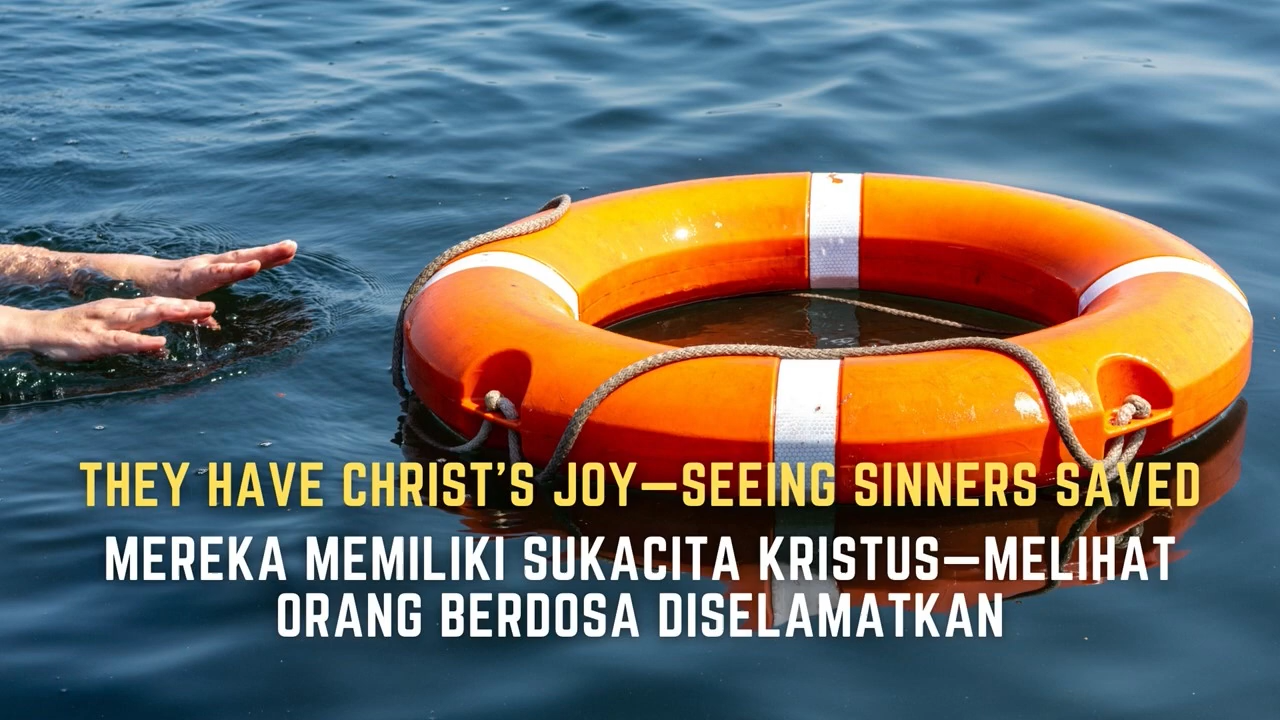 THEY HAVE CHRIST’S JOY—SEEING SINNERS SAVED
MEREKA MEMILIKI SUKACITA KRISTUS—MELIHAT
ORANG BERDOSA DISELAMATKAN